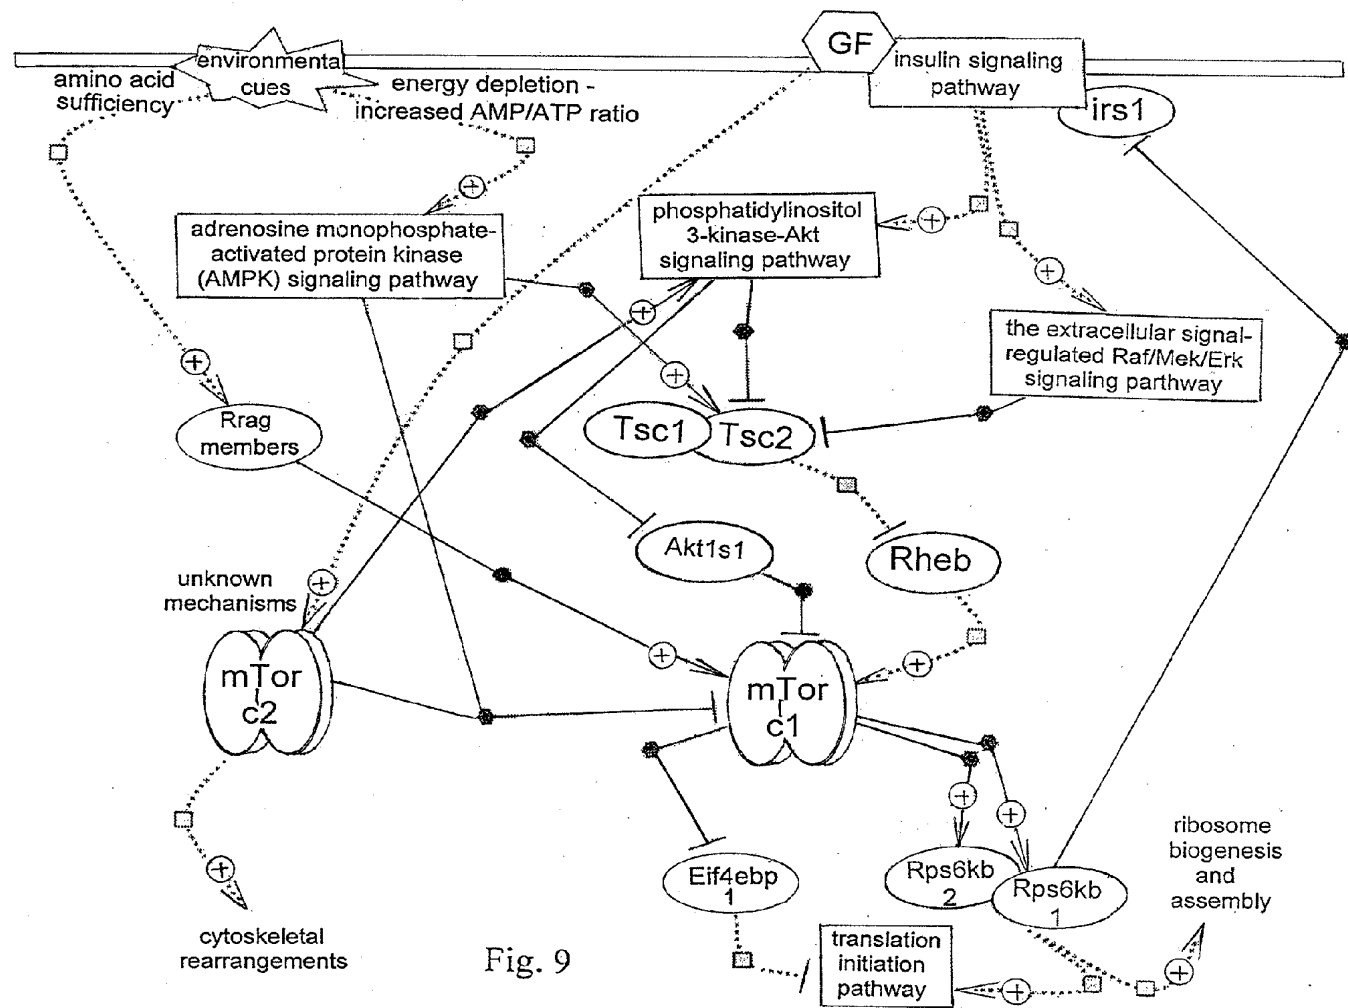 GF
environmental
cues
insulin signaling
pathway
amino acid
sufficiency
energy depletion -
increased AMP/ATP ratio
irs1
adrenosine monophosphate-
activated protein kinase
(AMPK) signaling pathway
phosphatidylinositol
3-kinase-Akt
signaling pathway
the extracellular signal-
regulated Raf/Mek/Erk
signaling parthway
Rrag
members
Tsc1
Tsc2
Akt1s1
Rheb
unknown
mechanisms
mTor
c2
mTor
c1
Eif4ebp
1
Rps6kb
2
Rps6kb
1
ribosome
biogenesis
and
assembly
cytoskeletal
rearrangements
Fig. 9
translation
initiation
pathway